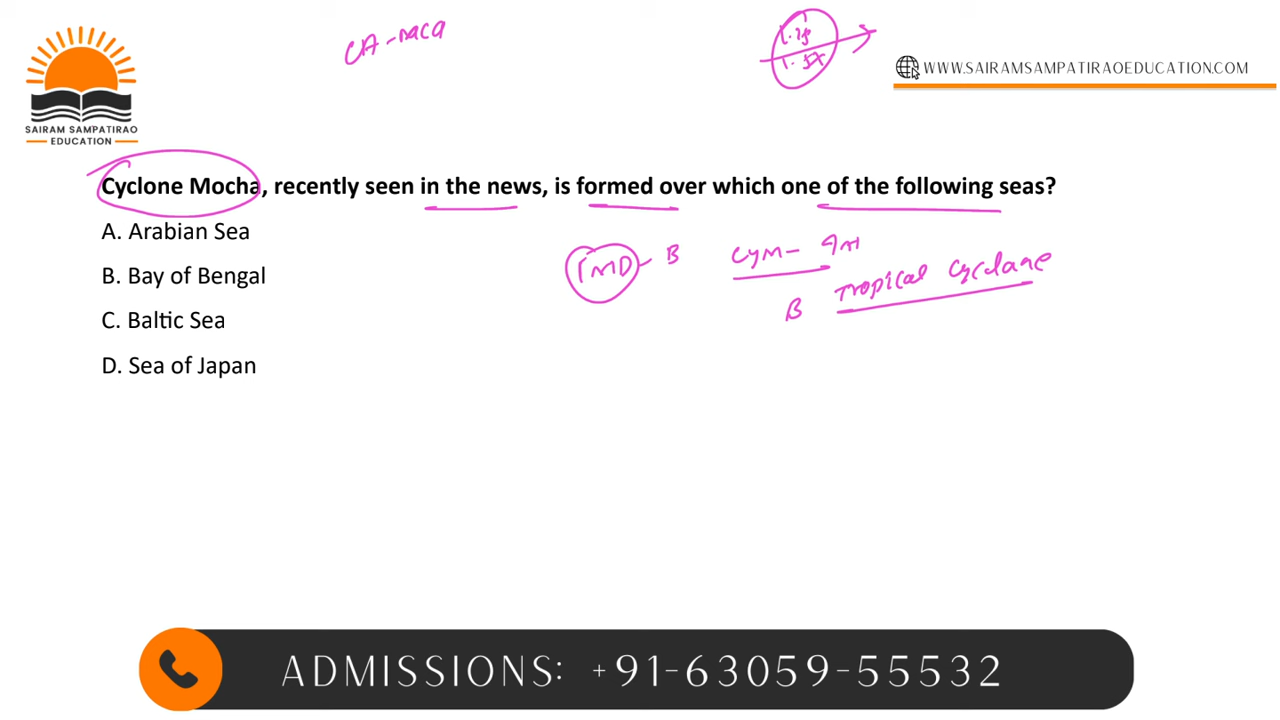 CA-MCQ
WWW.SAIRAMSAMPATIRAOEDUCATION.COM
SAIRAM SAMPATIRAO
EDUCATION
Cyclone Mocha, recently seen in the news, is formed over which one of the following seas?
A. Arabian Sea
B. Bay of Bengal
C. Baltic Sea
D. Sea of Japan
IMD - B
B Tropical Cyclone
ADMISSIONS: +91-63059-55532